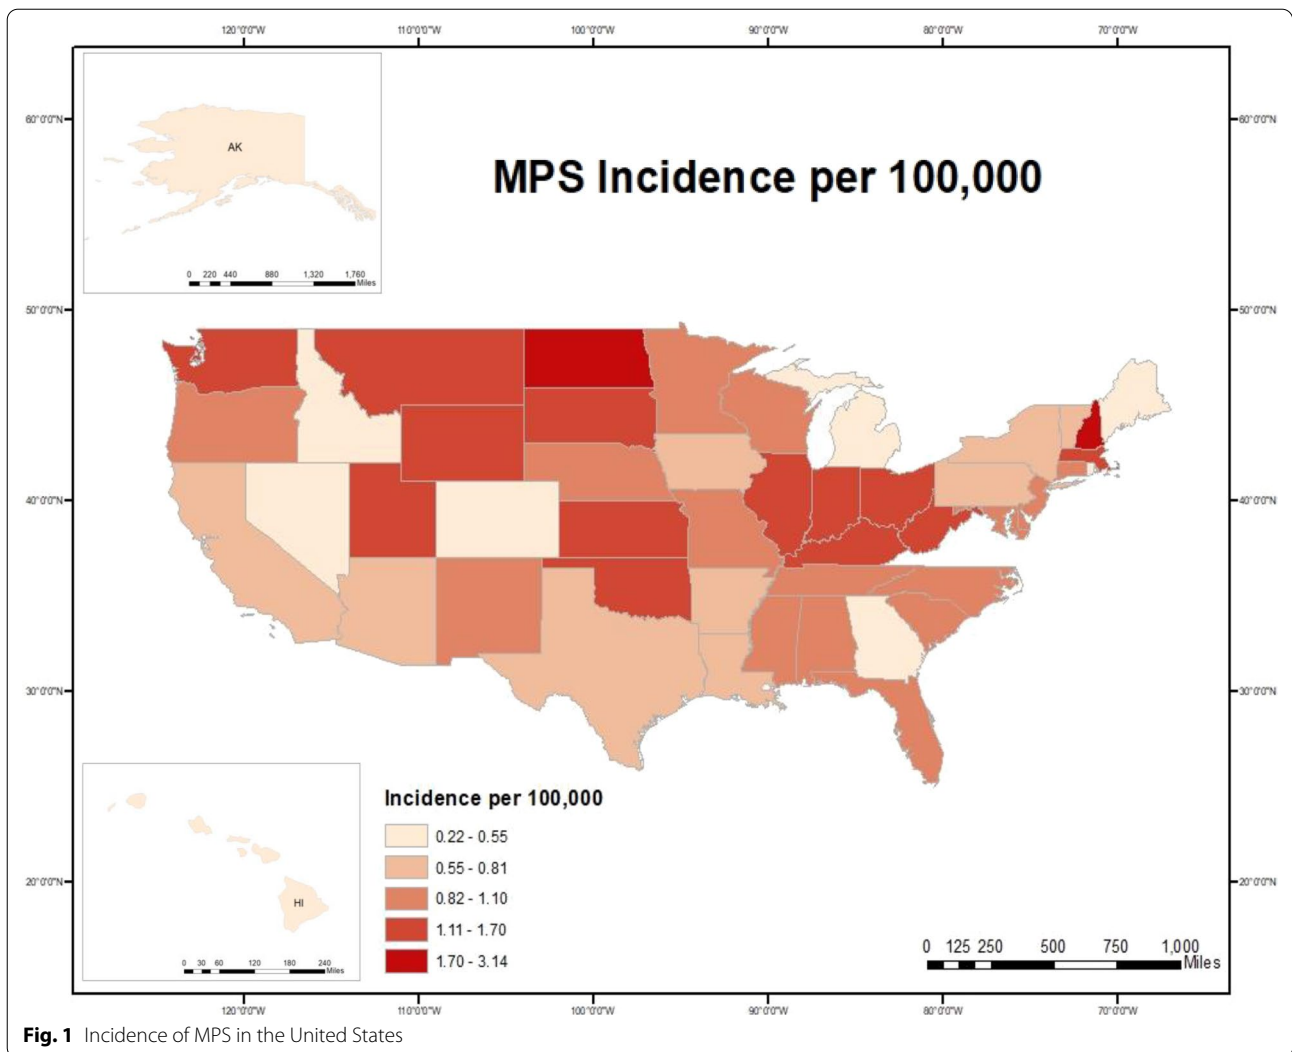 120°0'0"W 110°0'0"W 100°0'0"W 90°0'0"W 80°0'0"W 70°0'0"W
60°0'0"N 60°0'0"N
AK
MPS Incidence per 100,000
0 220 440 880 1,320 1,760
Miles
50°0'0"N 50°0'0"N
40°0'0"N 40°0'0"N
30°0'0"N 30°0'0"N
Incidence per 100,000
0.22 - 0.55
0.55 - 0.81
0.82 - 1.10
1.11 - 1.70
1.70 - 3.14
20°0'0"N 20°0'0"N
HI
0 30 60 120 180 240
Miles
0 125 250 500 750 1,000
Miles
120°0'0"W 110°0'0"W 100°0'0"W 90°0'0"W 80°0'0"W 70°0'0"W
Fig. 1 Incidence of MPS in the United States